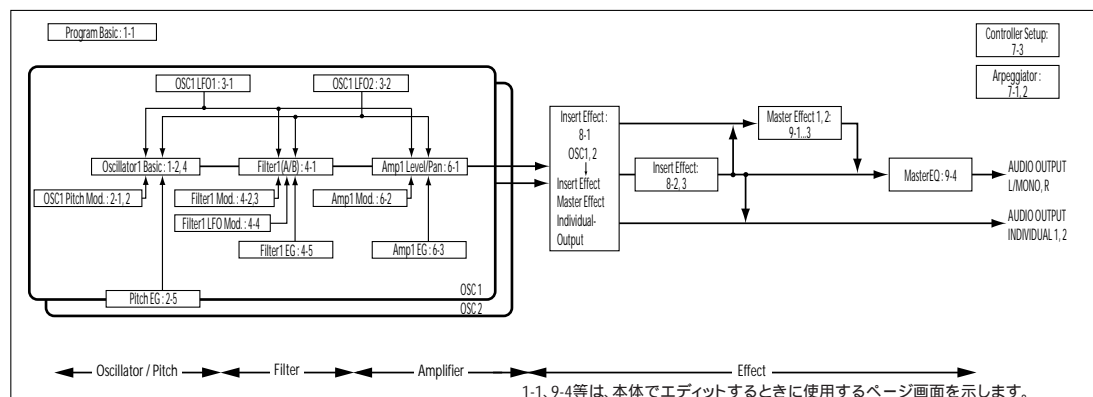 Program Basic : 1-1
Controller Setup:
7-3
Arpeggiator :
7-1, 2
OSC1 LFO1 : 3-1
OSC1 LFO2 : 3-2
Oscillator1 Basic : 1-2, 4
Filter1(A/B) : 4-1
Amp1 Level/Pan : 6-1
OSC1 Pitch Mod. : 2-1, 2
Filter1 Mod. : 4-2,3
Amp1 Mod. : 6-2
Filter1 LFO Mod. : 4-4
Filter1 EG : 4-5
Amp1 EG : 6-3
Pitch EG : 2-5
OSC 1
OSC 2
Insert Effect :
8-1
OSC1, 2
Insert Effect
Master Effect
Individual-
Output
Insert Effect:
8-2, 3
Master Effect 1, 2:
9-1...3
MasterEQ : 9-4
AUDIO OUTPUT
L/MONO, R
AUDIO OUTPUT
INDIVIDUAL 1, 2
Oscillator / Pitch
Filter
Amplifier
Effect
1-1、9-4等は、本体でエディットするときに使用するページ画面を示します。